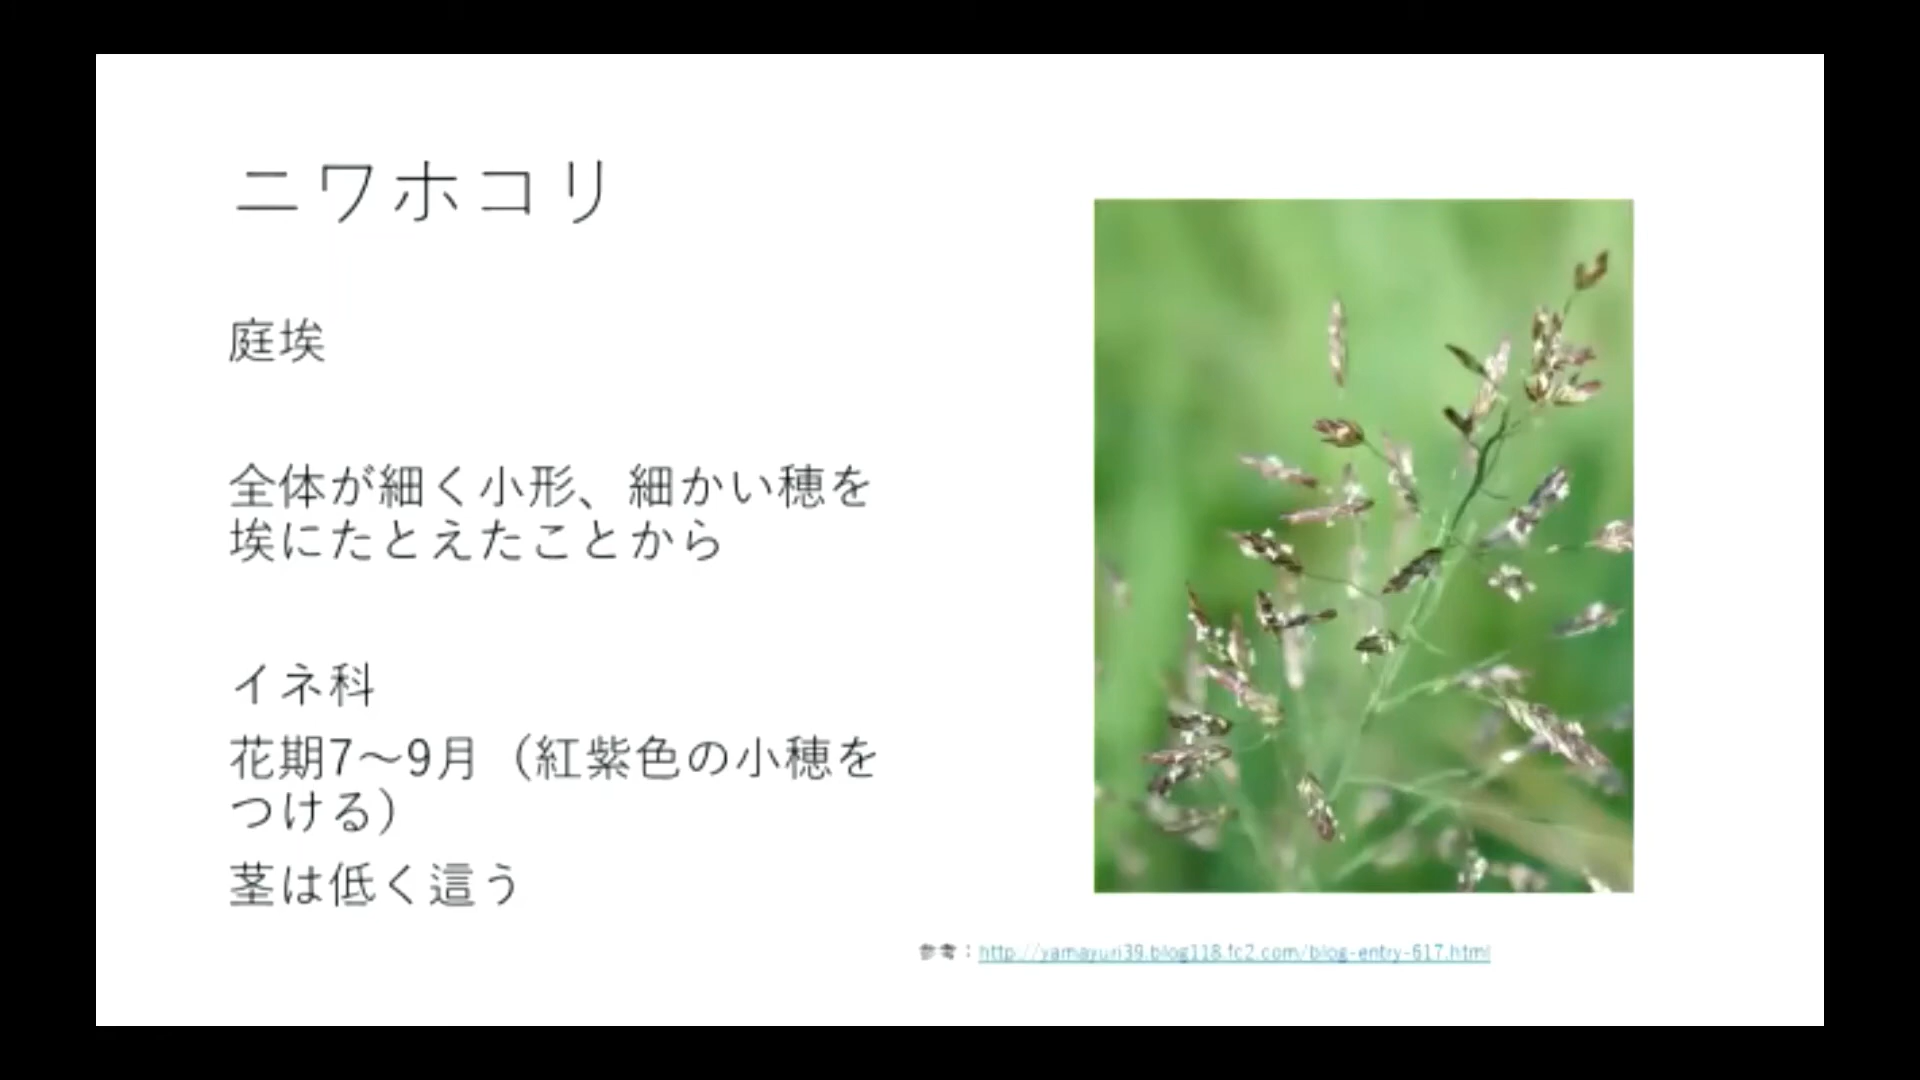 ニワホコリ
庭埃
全体が細く小形、細かい穂を
埃にたとえたことから
イネ科
花期7～9月（紅紫色の小穂を
つける）
茎は低く這う
参考：http://yamayuri39.blog118.fc2.com/blog-entry-617.html